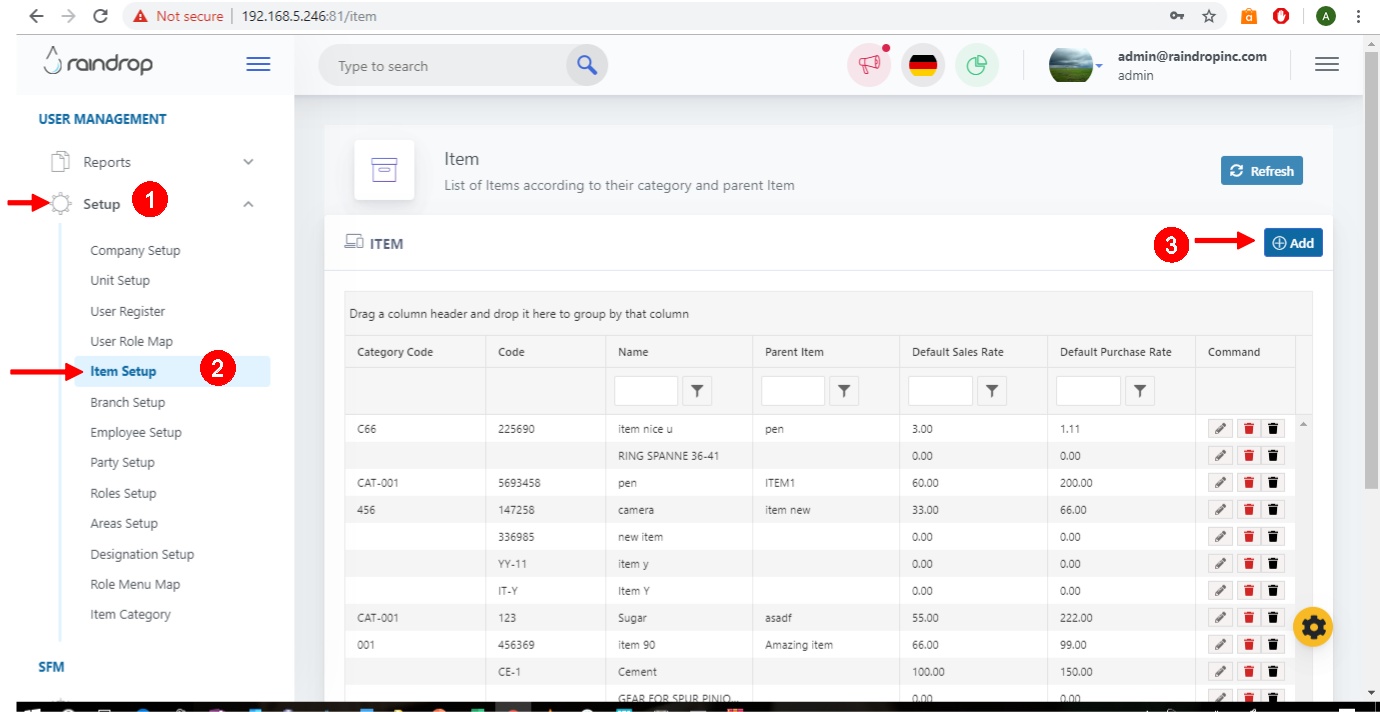 Not secure | 192.168.5.246:81/item
A
raindrop
Type to search
admin@raindropinc.com
admin
USER MANAGEMENT
Reports
Setup
1
Company Setup
Unit Setup
User Register
User Role Map
Item Setup
2
Branch Setup
Employee Setup
Party Setup
Roles Setup
Areas Setup
Designation Setup
Role Menu Map
Item Category
SFM
Item
List of Items according to their category and parent Item
Refresh
ITEM
3
Add
Drag a column header and drop it here to group by that column
Category Code Code Name Parent Item Default Sales Rate Default Purchase Rate Command
C66 225690 item nice u pen 3.00 1.11
RING SPANNE 36-41 0.00 0.00
CAT-001 5693458 pen ITEM1 60.00 200.00
456 147258 camera item new 33.00 66.00
336985 new item 0.00 0.00
YY-11 item y 0.00 0.00
IT-Y Item Y 0.00 0.00
CAT-001 123 Sugar asadf 55.00 222.00
001 456369 item 90 Amazing item 66.00 99.00
CE-1 Cement 100.00 150.00
GEAR FOR SPUR PINIO... 0.00 0.00